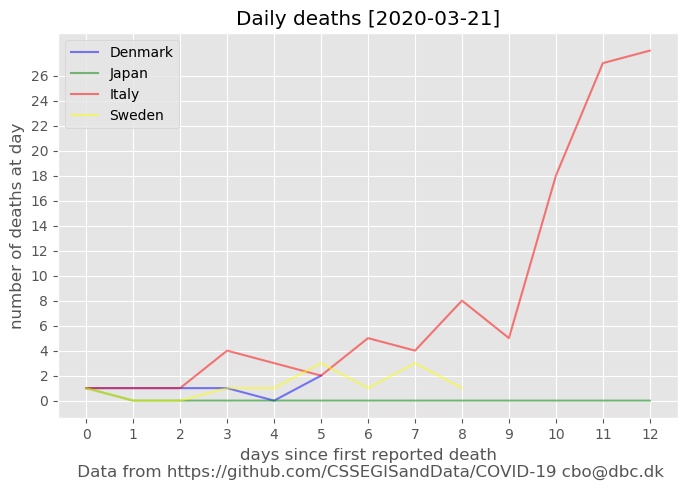 Daily deaths [2020-03-21]
Denmark
Japan
Italy
Sweden
number of deaths at day
26
24
22
20
18
16
14
12
10
8
6
4
2
0
0 1 2 3 4 5 6 7 8 9 10 11 12
days since first reported death
Data from https://github.com/CSSEGISandData/COVID-19 cbo@dbc.dk